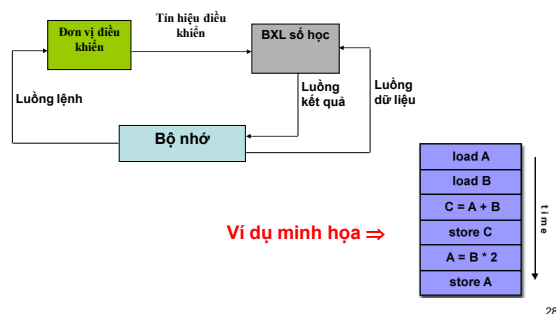 Tín hiệu điều
khiển
Đơn vị điều
khiển
BXL số học
Luồng lệnh
Luồng
kết quả
Luồng
dữ liệu
Bộ nhớ
Ví dụ minh họa ⇒
load A
load B
C = A + B
store C
A = B * 2
store A
time
28